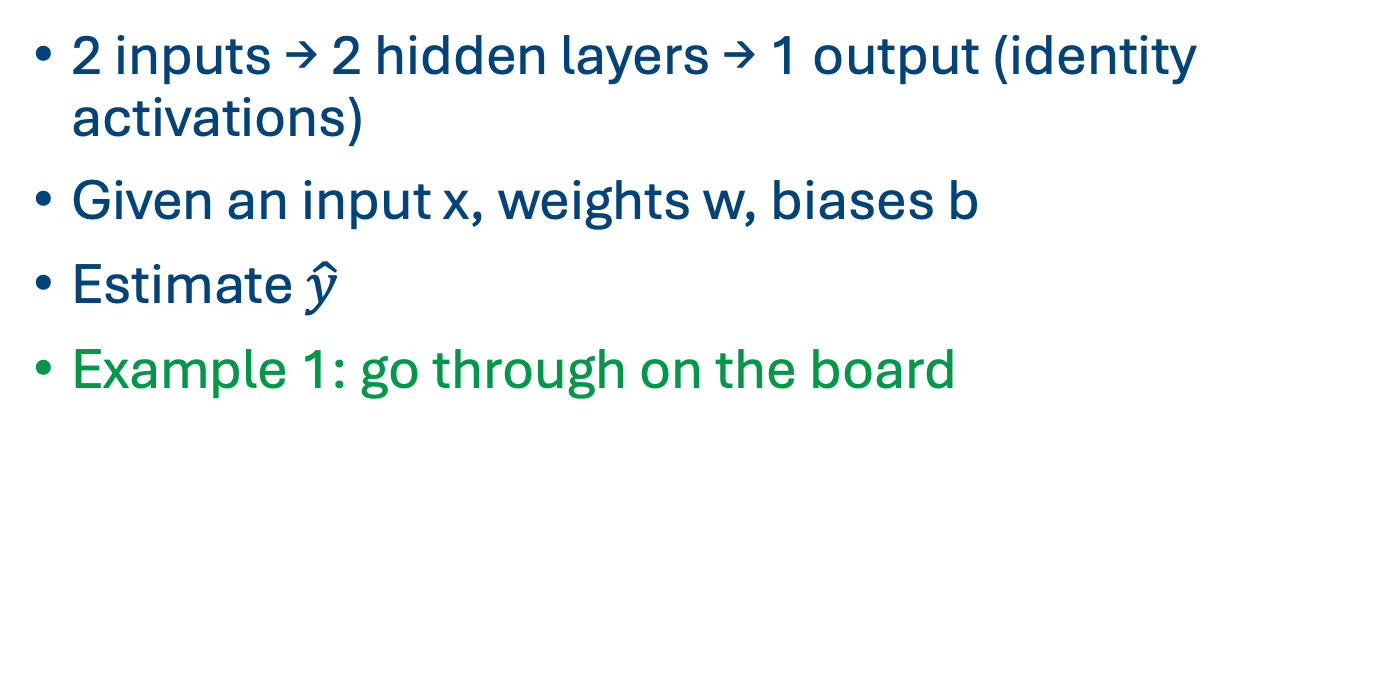 • 2 inputs → 2 hidden layers → 1 output (identity
activations)
• Given an input x, weights w, biases b
• Estimate ŷ
• Example 1: go through on the board